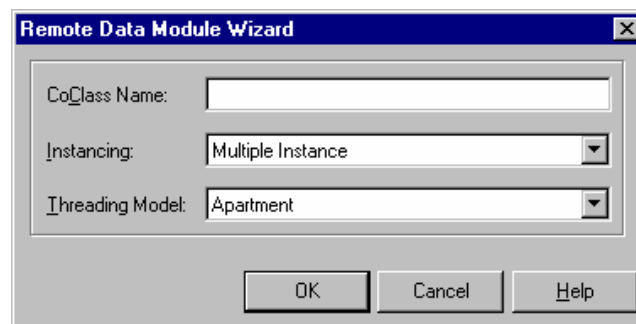 Remote Data Module Wizard
CoClass Name:
Instancing: Multiple Instance
Threading Model: Apartment
OK Cancel Help